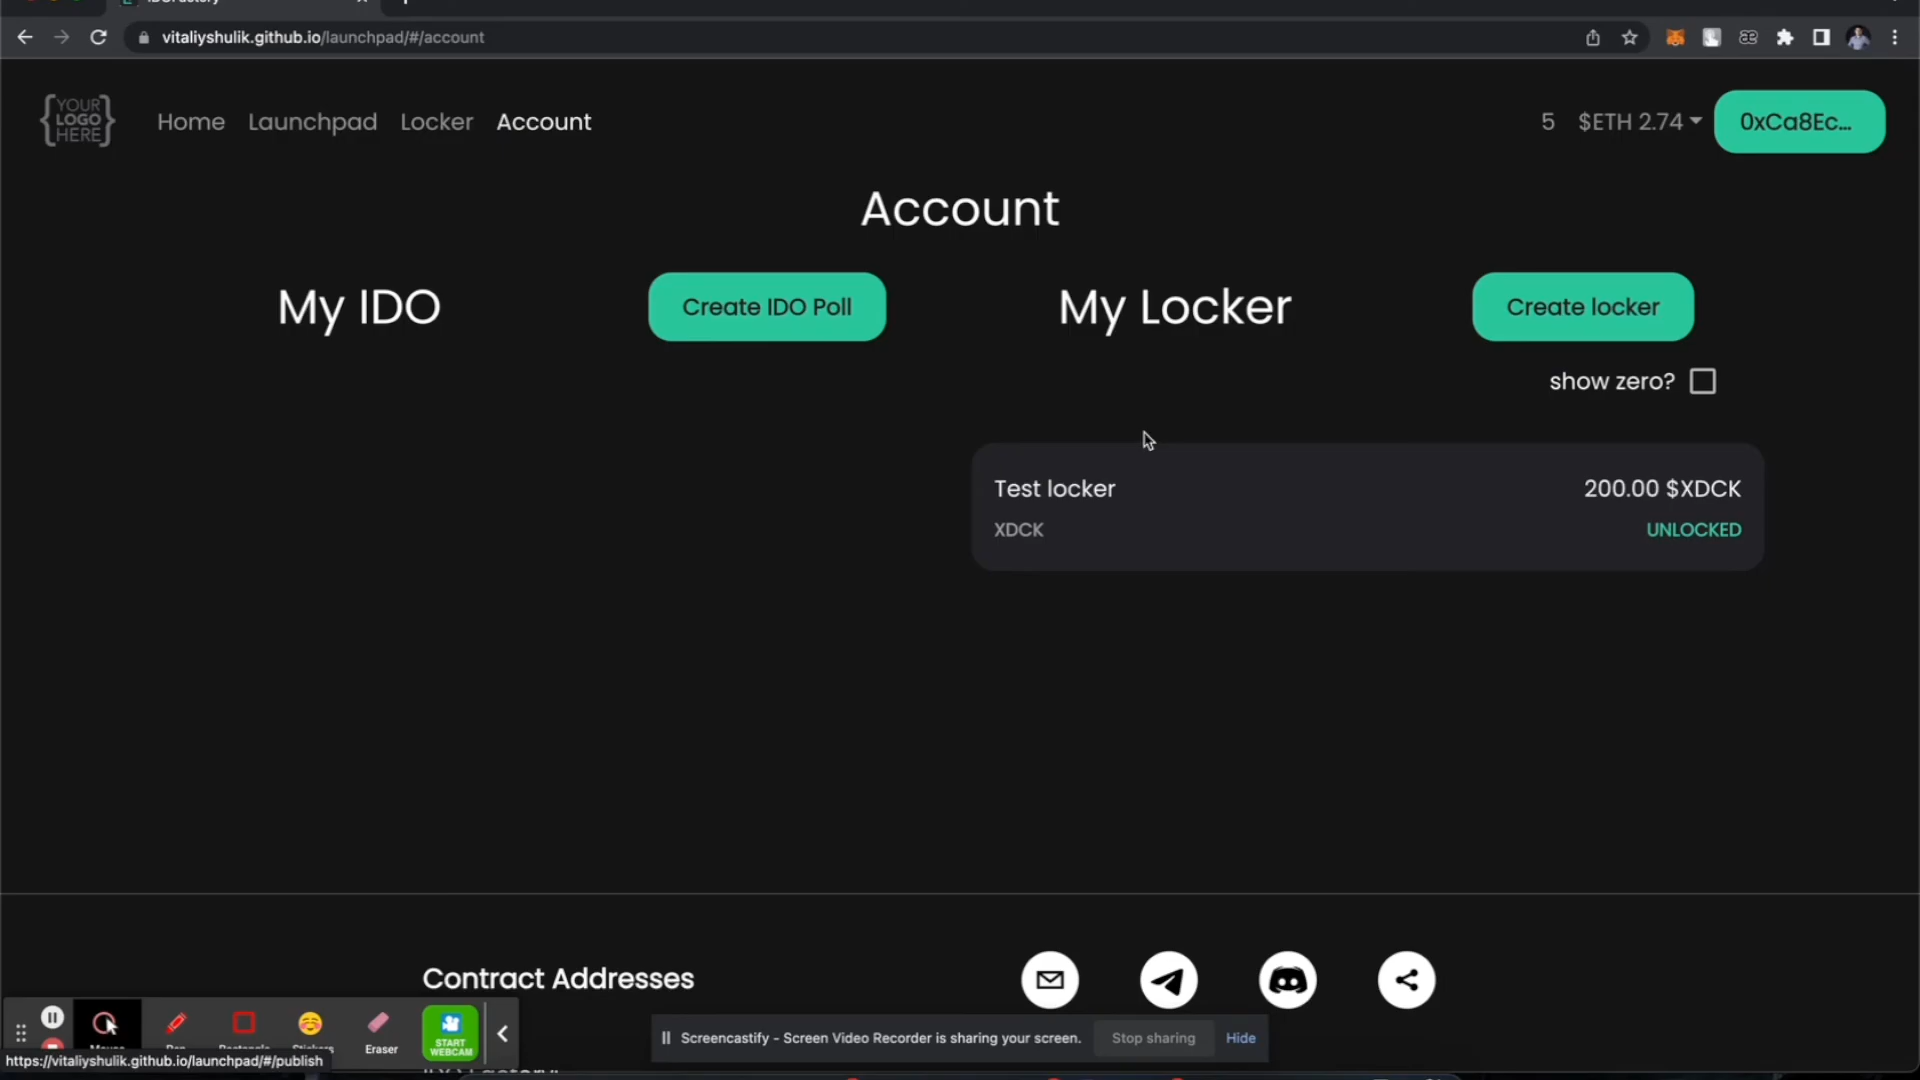 vitaliyshulik.github.io/launchpad/#/account
{YOUR LOGO HERE}
Home Launchpad Locker Account
5 $ETH 2.74 0xCa8Ec...
Account
My IDO
Create IDO Poll
My Locker
Create locker
show zero?
Test locker 200.00 $XDCK
XDCK UNLOCKED
Contract Addresses
Eraser
START WEBCAM
Screencastify - Screen Video Recorder is sharing your screen.
Stop sharing
Hide
https://vitaliyshulik.github.io/launchpad/#/publish